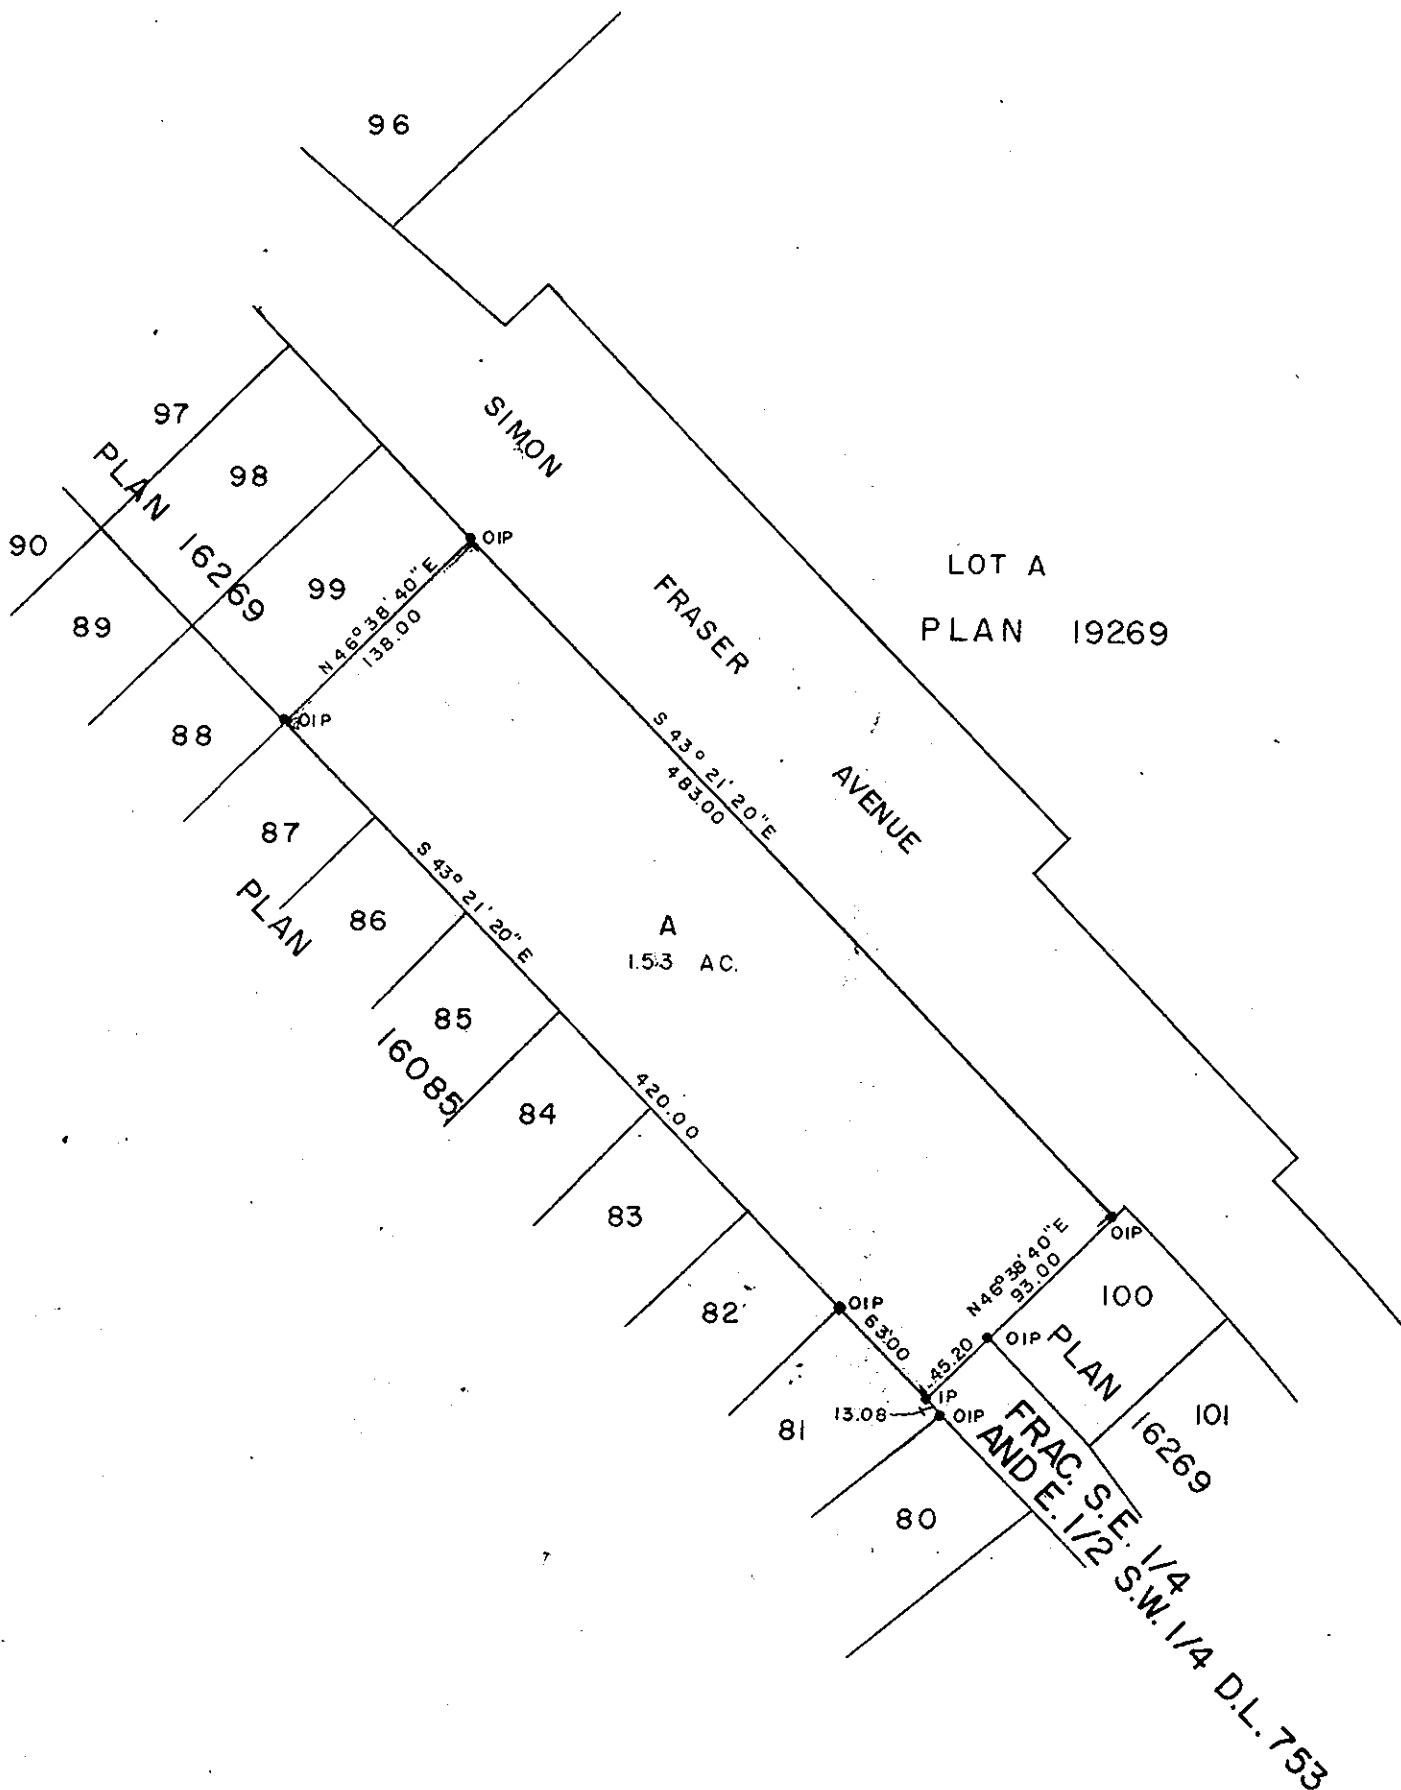 96
SIMON
97
98
PLAN 16269
90
OIP
LOT A
99
FRASER
N 46° 38' 40" E
138.00
89
PLAN 19269
OIP
88
S 43° 21' 20" E
483.00
AVENUE
87
S 43° 21' 20" E
PLAN
86
A
1.53 AC.
85
16085
84
420.00
83
OIP
N 46° 38' 40" E
93.00
100
82
OIP
63.00
OIP
PLAN
45.20
IP
13.08
OIP
101
81
16269
FRAC. S.E. 1/4
AND E. 1/2 S.W. 1/4 D.L. 753
80